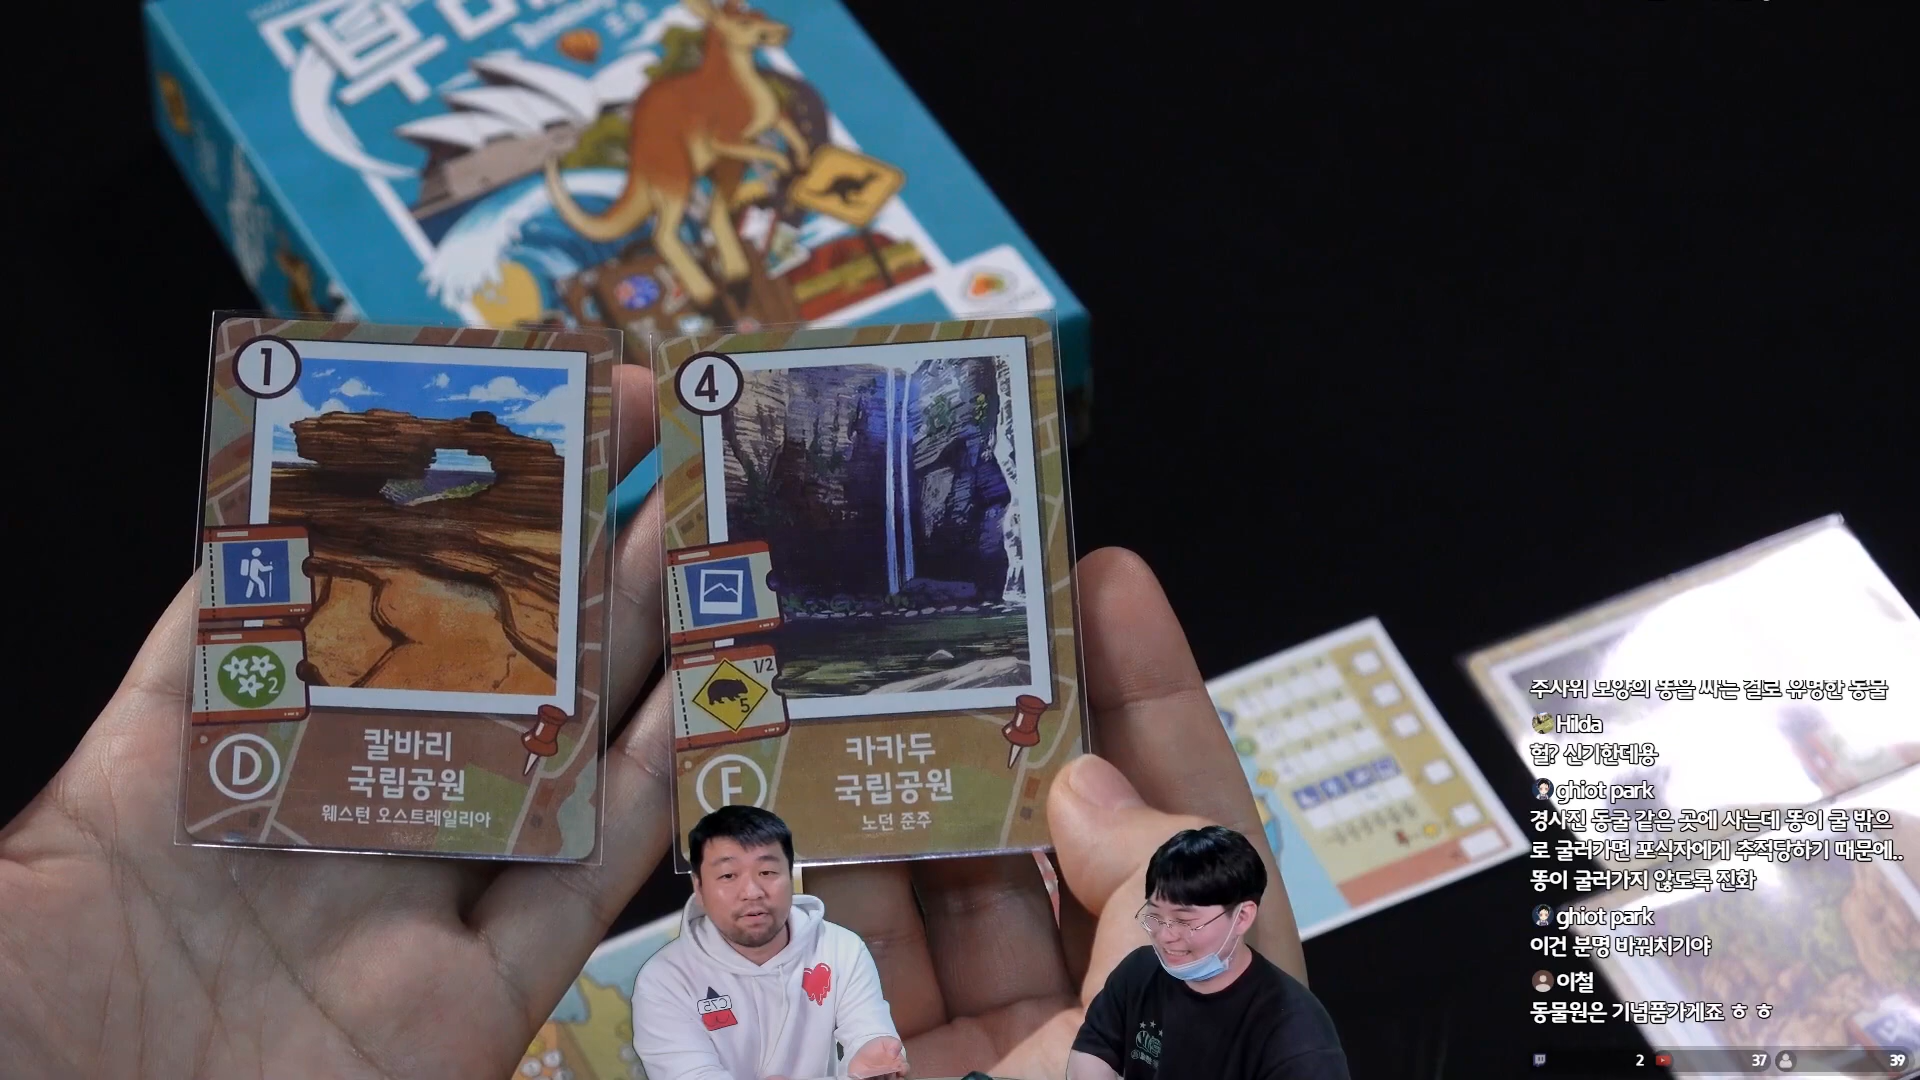 1
2
D
칼바리
국립공원
웨스턴 오스트레일리아
4
1/2
5
카카두
국립공원
노던 준주
주사위 모양의 똥을 싸는 걸로 유명한 동물
Hilda
헐? 신기한데용
ghiot park
경사진 동굴 같은 곳에 사는데 똥이 굴 밖으
로 굴러가면 포식자에게 추적당하기 때문에..
똥이 굴러가지 않도록 진화
ghiot park
이건 분명 바꿔치기야
이철
동물원은 기념품가게죠 ㅎ ㅎ
2
37
39